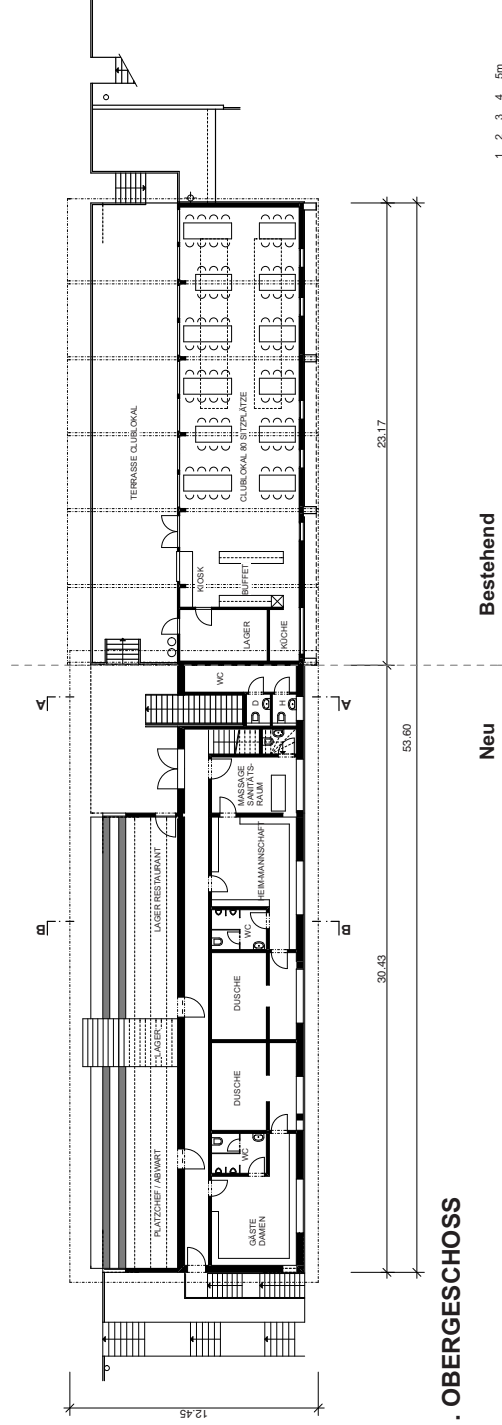 TERRASSE CLUBLOKAL
CLUBLOKAL 80 SITZPLÄTZE
KIOSK
BUFFET
LAGER
KÜCHE
WC
D
H
A
A
MASSAGE
SANITÄTS-
RAUM
HEIM-MANNSCHAFT
LAGER RESTAURANT
B
B
WC
DUSCHE
LAGER
DUSCHE
PLATZCHEF / ABWART
WC
GÄSTE
DAMEN
12.45
30.43
23.17
53.60
Neu
Bestehend
. OBERGESCHOSS
1 2 3 4 5m